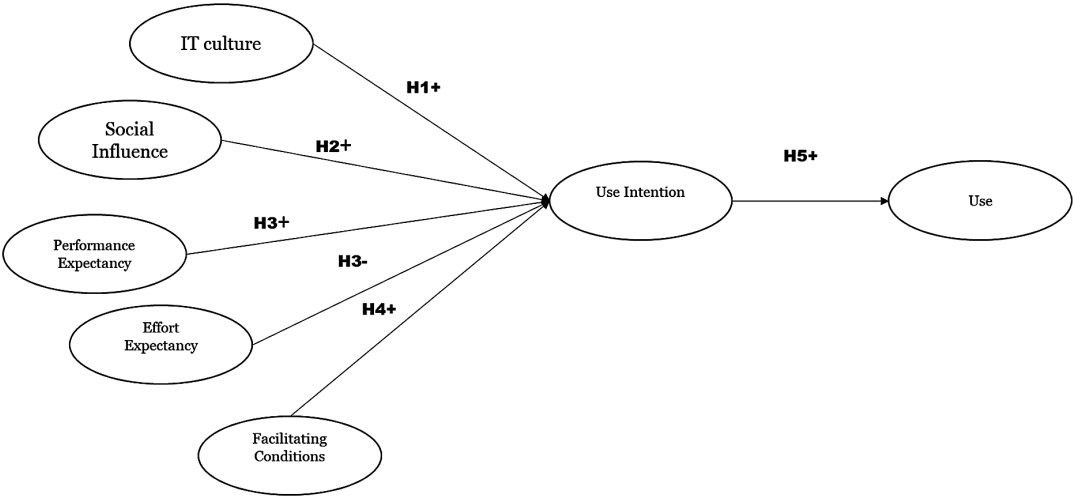 IT culture
H1+
Social
Influence
H2+
H5+
Use Intention
Use
Performance
Expectancy
H3+
H3-
Effort
Expectancy
H4+
Facilitating
Conditions